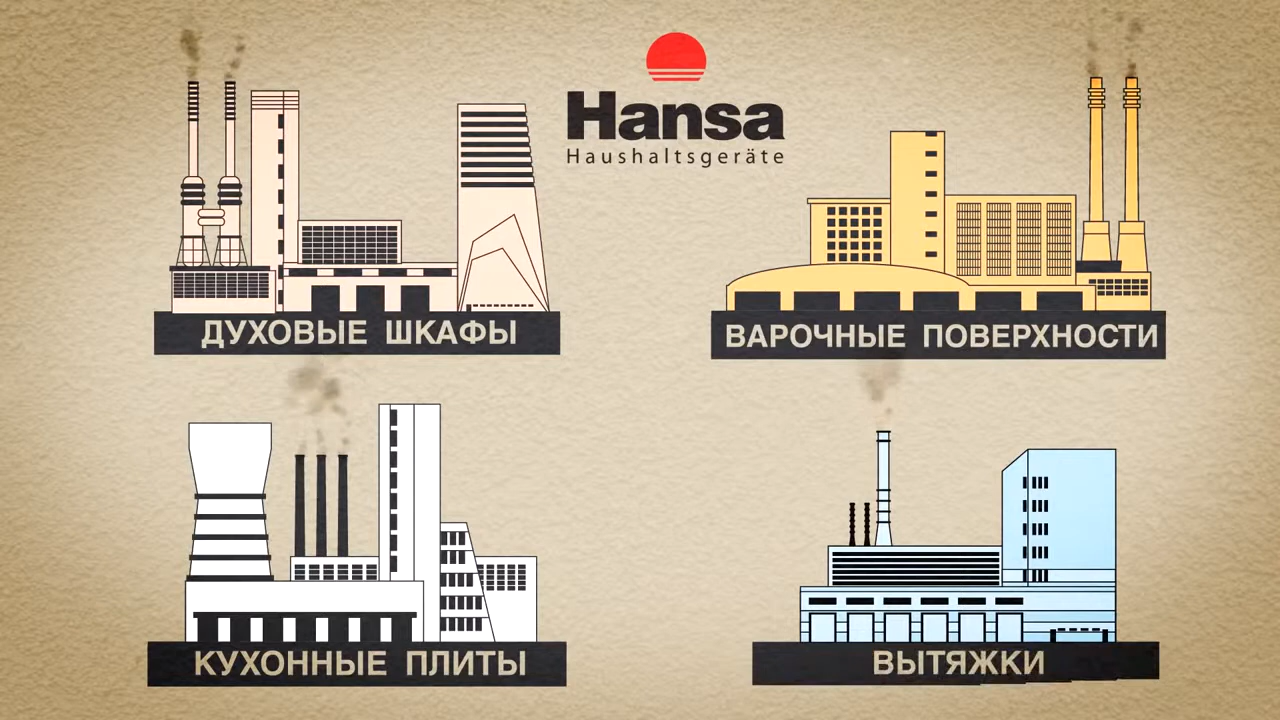 Hansa
Haushaltsgeräte
ДУХОВЫЕ ШКАФЫ
ВАРОЧНЫЕ ПОВЕРХНОСТИ
КУХОННЫЕ ПЛИТЫ
ВЫТЯЖКИ